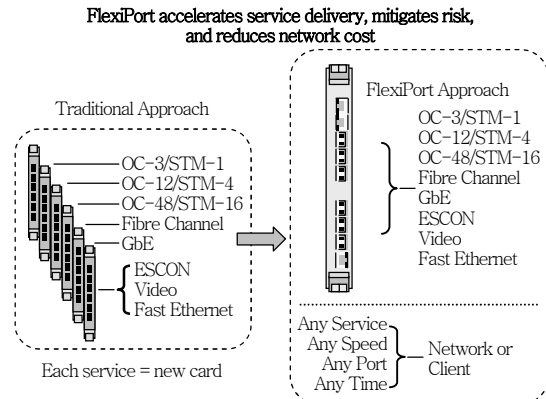 FlexiPort accelerates service delivery, mitigates risk,
and reduces network cost
Traditional Approach
OC-3/STM-1
OC-12/STM-4
OC-48/STM-16
Fibre Channel
GbE
ESCON
Video
Fast Ethernet
Each service = new card
FlexiPort Approach
OC-3/STM-1
OC-12/STM-4
OC-48/STM-16
Fibre Channel
GbE
ESCON
Video
Fast Ethernet
Any Service
Any Speed
Any Port
Any Time
Network or
Client